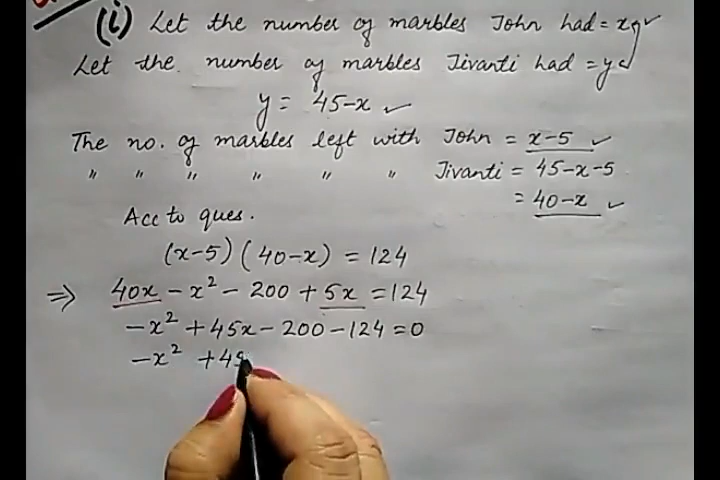 (i) Let the number of marbles John had = x
Let the number of marbles Jivanti had = y
y = 45-x
The no. of marbles left with John = x-5
" " " " " " Jivanti = 45-x-5
= 40-x
Acc to ques.
(x-5)(40-x) = 124
⇒ 40x - x² - 200 + 5x = 124
-x² + 45x - 200 - 124 = 0
-x² + 45